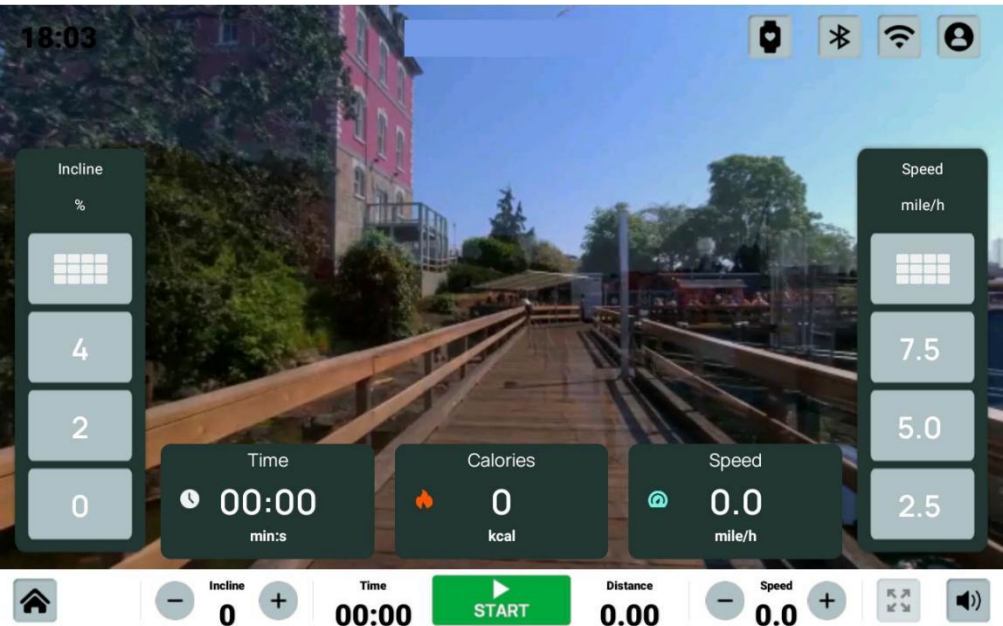 18:03
Incline
%
4
2
0
Speed
mile/h
7.5
5.0
2.5
Time
00:00
min:s
Calories
0
kcal
Speed
0.0
mile/h
Incline
− 0 +
Time
00:00
START
Distance
0.00
Speed
− 0.0 +